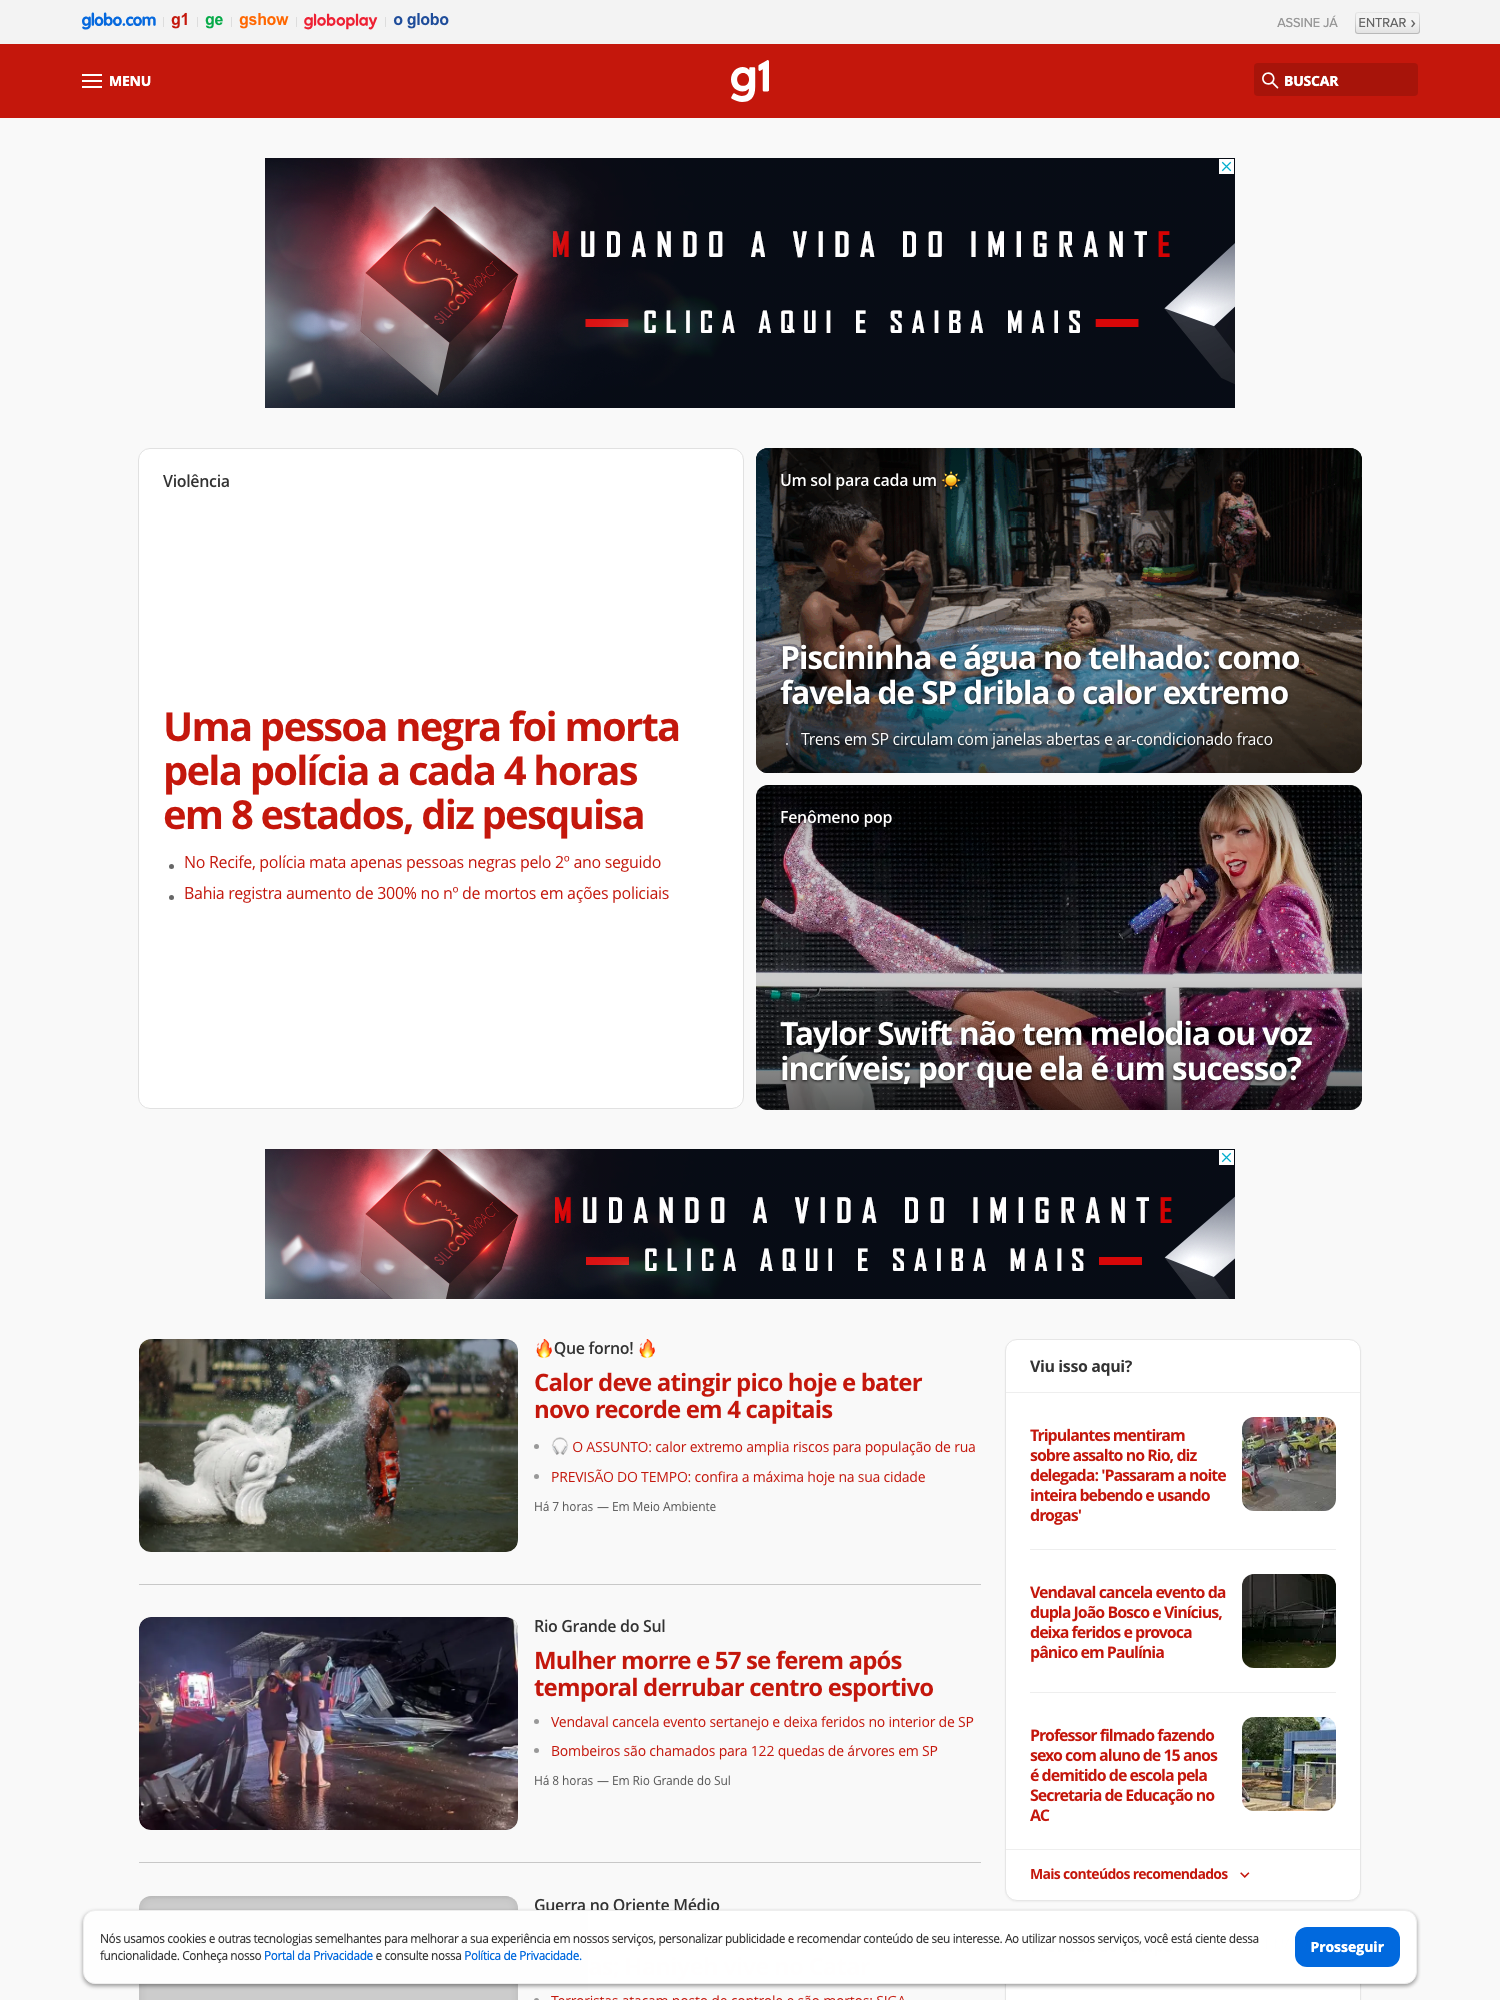 globo.com g1 ge gshow globoplay o globo
ASSINE JÁ ENTRAR ›
MENU
g1
BUSCAR
SILICON IMPACT
MUDANDO A VIDA DO IMIGRANTE
CLICA AQUI E SAIBA MAIS
Violência
Uma pessoa negra foi morta
pela polícia a cada 4 horas
em 8 estados, diz pesquisa
No Recife, polícia mata apenas pessoas negras pelo 2º ano seguido
Bahia registra aumento de 300% no nº de mortos em ações policiais
Um sol para cada um ☀️
Piscininha e água no telhado: como
favela de SP dribla o calor extremo
Trens em SP circulam com janelas abertas e ar-condicionado fraco
Fenômeno pop
Taylor Swift não tem melodia ou voz
incríveis; por que ela é um sucesso?
SILICON IMPACT
MUDANDO A VIDA DO IMIGRANTE
CLICA AQUI E SAIBA MAIS
🔥Que forno! 🔥
Calor deve atingir pico hoje e bater
novo recorde em 4 capitais
🎧 O ASSUNTO: calor extremo amplia riscos para população de rua
PREVISÃO DO TEMPO: confira a máxima hoje na sua cidade
Há 7 horas — Em Meio Ambiente
Rio Grande do Sul
Mulher morre e 57 se ferem após
temporal derrubar centro esportivo
Vendaval cancela evento sertanejo e deixa feridos no interior de SP
Bombeiros são chamados para 122 quedas de árvores em SP
Há 8 horas — Em Rio Grande do Sul
Guerra no Oriente Médio
Terroristas atacam posto de controle e são mortos; SIGA
Viu isso aqui?
Tripulantes mentiram
sobre assalto no Rio, diz
delegada: 'Passaram a noite
inteira bebendo e usando
drogas'
Vendaval cancela evento da
dupla João Bosco e Vinícius,
deixa feridos e provoca
pânico em Paulínia
Professor filmado fazendo
sexo com aluno de 15 anos
é demitido de escola pela
Secretaria de Educação no
AC
Mais conteúdos recomendados
Nós usamos cookies e outras tecnologias semelhantes para melhorar a sua experiência em nossos serviços, personalizar publicidade e recomendar conteúdo de seu interesse. Ao utilizar nossos serviços, você está ciente dessa
funcionalidade. Conheça nosso Portal da Privacidade e consulte nossa Política de Privacidade.
Prosseguir